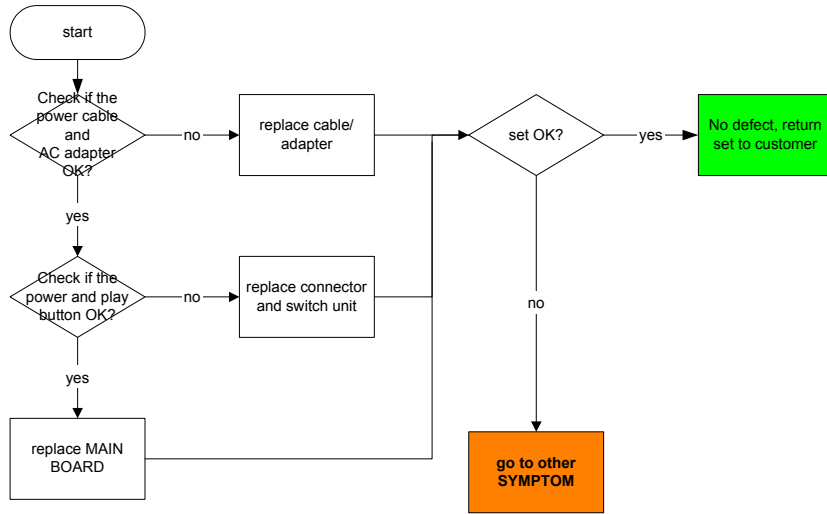 start
Check if the
power cable
and
AC adapter
OK?
no
replace cable/
adapter
set OK?
yes
No defect, return
set to customer
yes
Check if the
power and play
button OK?
no
replace connector
and switch unit
no
yes
replace MAIN
BOARD
go to other
SYMPTOM